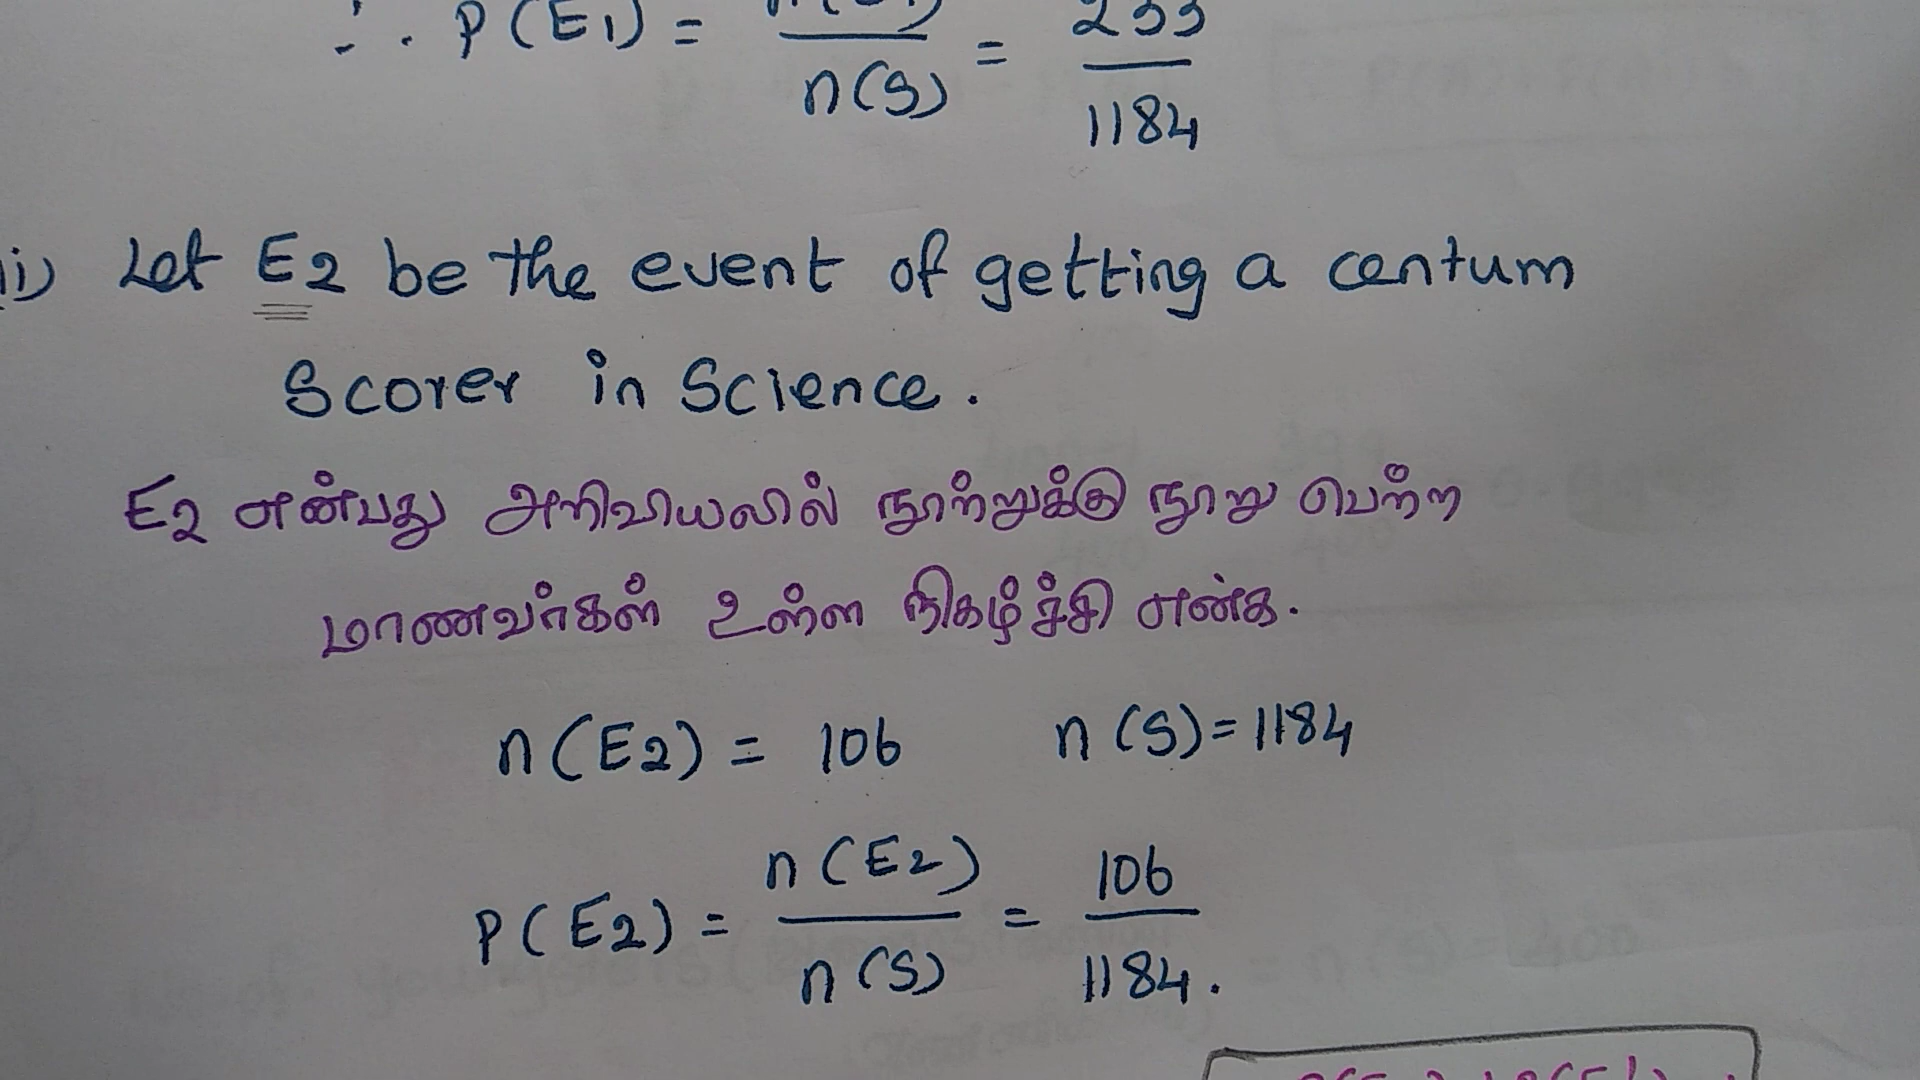 ∴ P(E1) = n(E1) / n(S) = 233 / 1184
ii) Let E2 be the event of getting a centum
Scorer in Science.
E2 என்பது அறிவியலில் நூற்றுக்கு நூறு பெற்ற
மாணவர்கள் உள்ள நிகழ்ச்சி என்க.
n(E2) = 106 n(S) = 1184
P(E2) = n(E2) / n(S) = 106 / 1184.